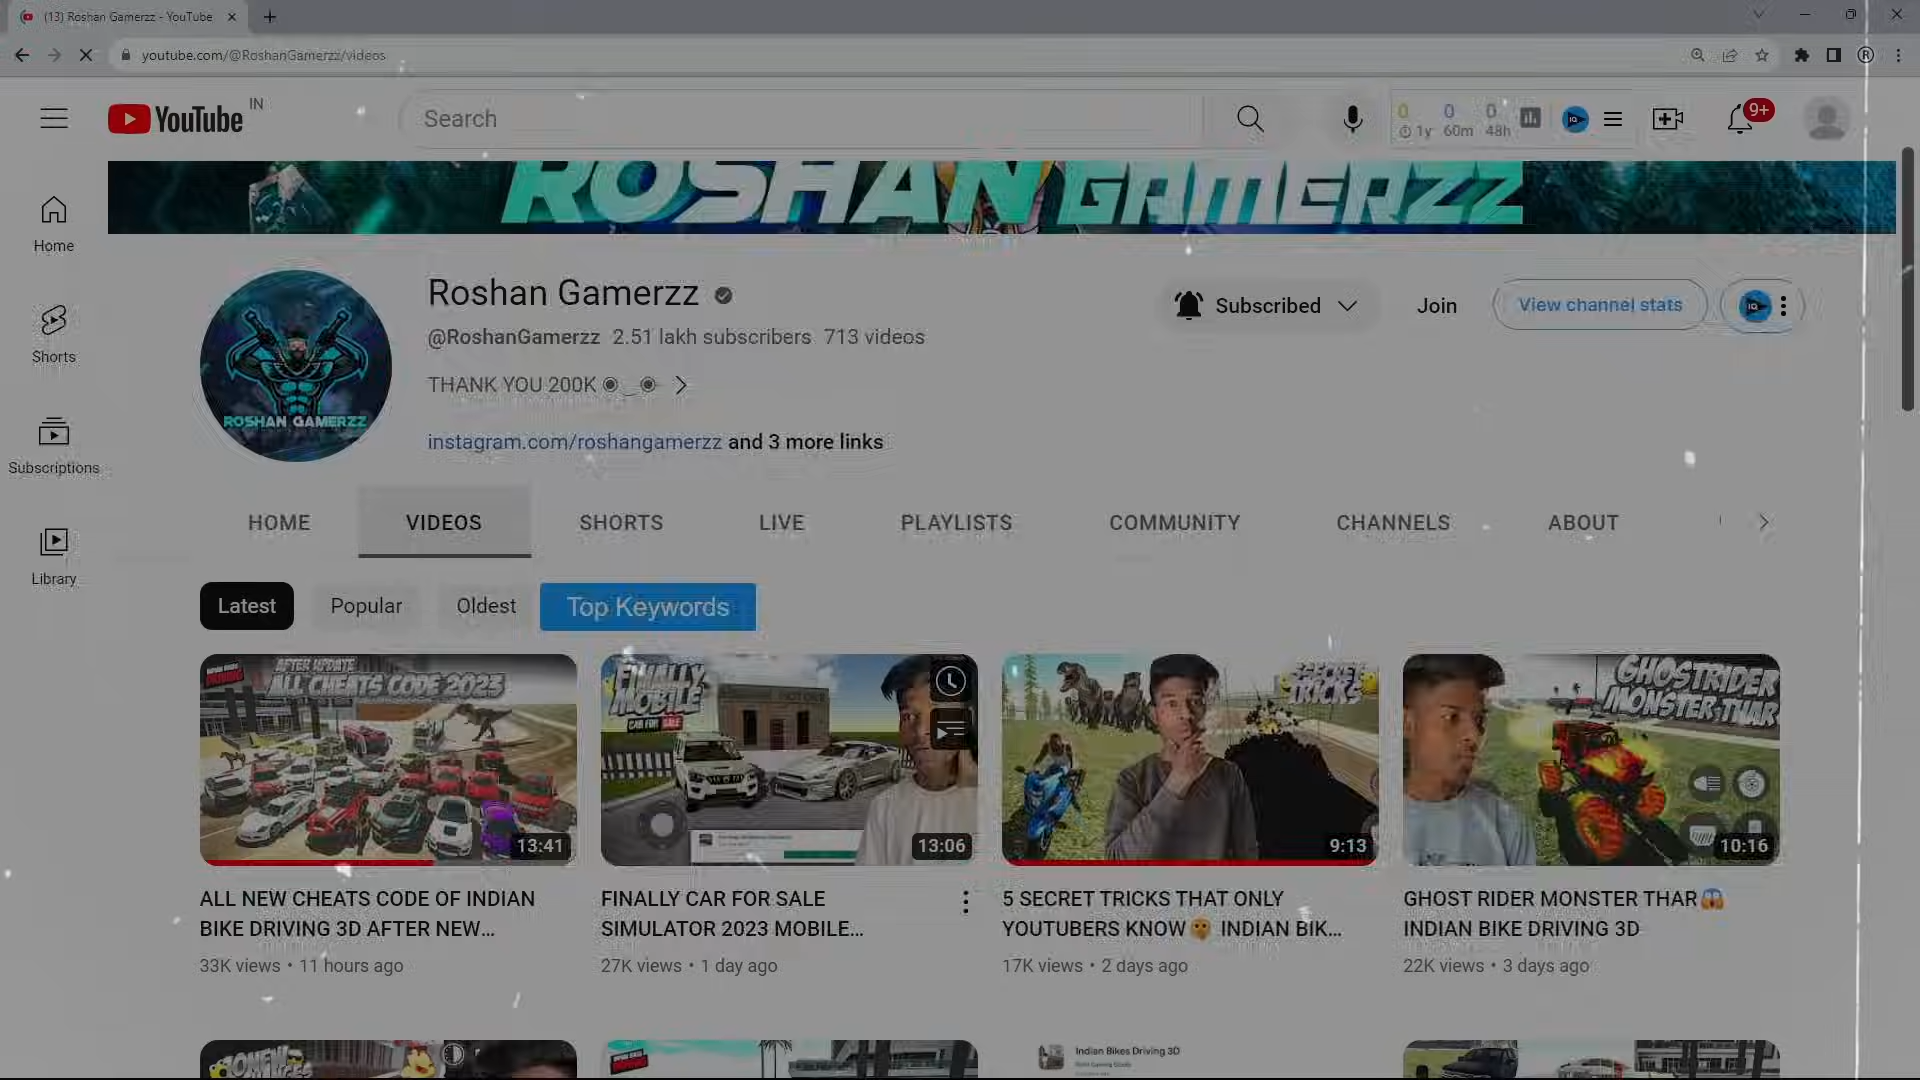 (13) Roshan Gamerzz - YouTube
youtube.com/@RoshanGamerzz/videos
YouTube IN
Search
0 0 0
1y 60m 48h
IQ
9+
ROSHAN GAMERZZ
Home
Shorts
Subscriptions
Library
ROSHAN GAMERZZ
Roshan Gamerzz
@RoshanGamerzz 2.51 lakh subscribers 713 videos
THANK YOU 200K ◉‿◉
instagram.com/roshangamerzz and 3 more links
Subscribed
Join
View channel stats
IQ
HOME VIDEOS SHORTS LIVE PLAYLISTS COMMUNITY CHANNELS ABOUT
Latest Popular Oldest Top Keywords
AFTER UPDATE
ALL CHEATS CODE 2023
13:41
FINALLY
MOBILE
CAR FOR SALE
13:06
SECRET
TRICKS
9:13
GHOSTRIDER
MONSTER THAR
10:16
ALL NEW CHEATS CODE OF INDIAN
BIKE DRIVING 3D AFTER NEW...
33K views • 11 hours ago
FINALLY CAR FOR SALE
SIMULATOR 2023 MOBILE...
27K views • 1 day ago
5 SECRET TRICKS THAT ONLY
YOUTUBERS KNOW🤫 INDIAN BIK...
17K views • 2 days ago
GHOST RIDER MONSTER THAR😱
INDIAN BIKE DRIVING 3D
22K views • 3 days ago
Indian Bikes Driving 3D